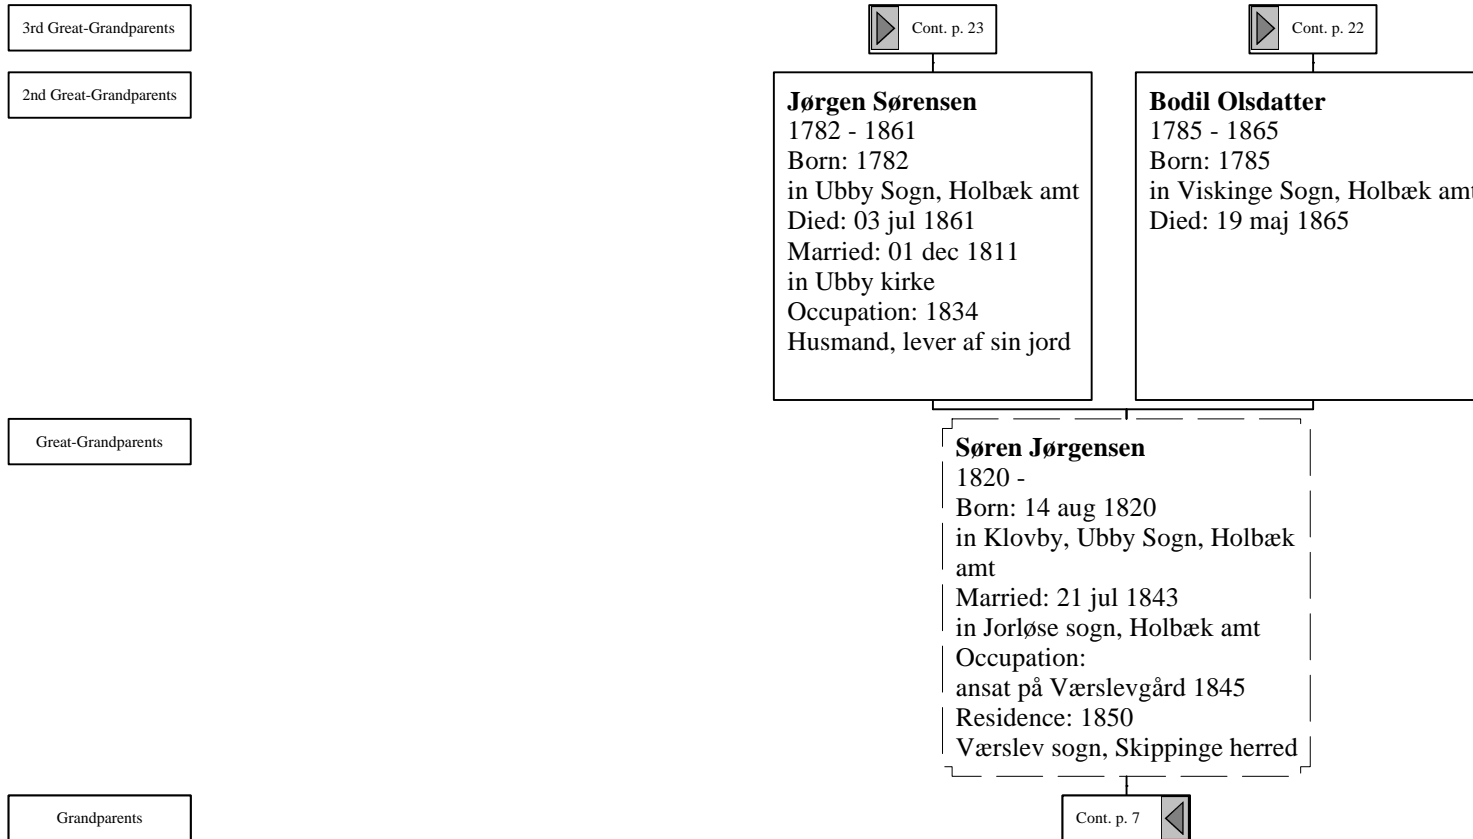 3rd Great-Grandparents
Cont. p. 23
Cont. p. 22
2nd Great-Grandparents
Jørgen Sørensen
1782 - 1861
Born: 1782
in Ubby Sogn, Holbæk amt
Died: 03 jul 1861
Married: 01 dec 1811
in Ubby kirke
Occupation: 1834
Husmand, lever af sin jord
Bodil Olsdatter
1785 - 1865
Born: 1785
in Viskinge Sogn, Holbæk amt
Died: 19 maj 1865
Great-Grandparents
Søren Jørgensen
1820 -
Born: 14 aug 1820
in Klovby, Ubby Sogn, Holbæk
amt
Married: 21 jul 1843
in Jorløse sogn, Holbæk amt
Occupation:
ansat på Værslevgård 1845
Residence: 1850
Værslev sogn, Skippinge herred
Grandparents
Cont. p. 7